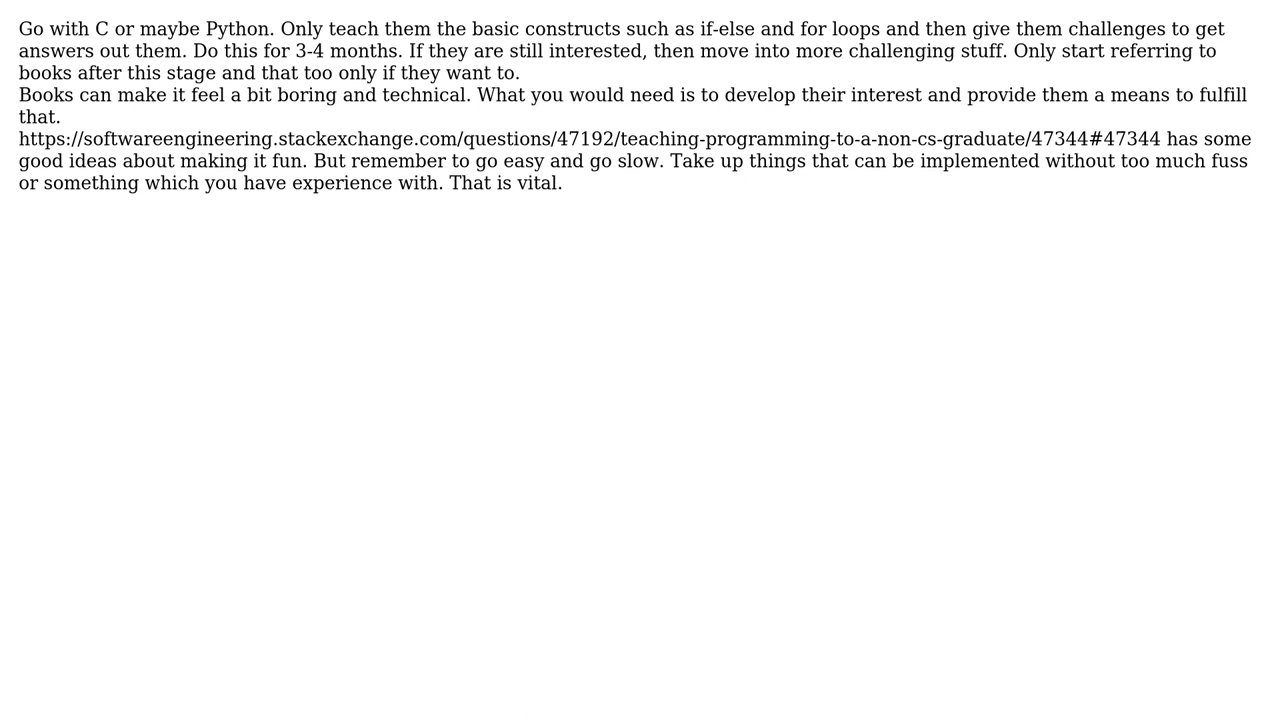 Go with C or maybe Python. Only teach them the basic constructs such as if-else and for loops and then give them challenges to get
answers out them. Do this for 3-4 months. If they are still interested, then move into more challenging stuff. Only start referring to
books after this stage and that too only if they want to.
Books can make it feel a bit boring and technical. What you would need is to develop their interest and provide them a means to fulfill
that.
https://softwareengineering.stackexchange.com/questions/47192/teaching-programming-to-a-non-cs-graduate/47344#47344 has some
good ideas about making it fun. But remember to go easy and go slow. Take up things that can be implemented without too much fuss
or something which you have experience with. That is vital.